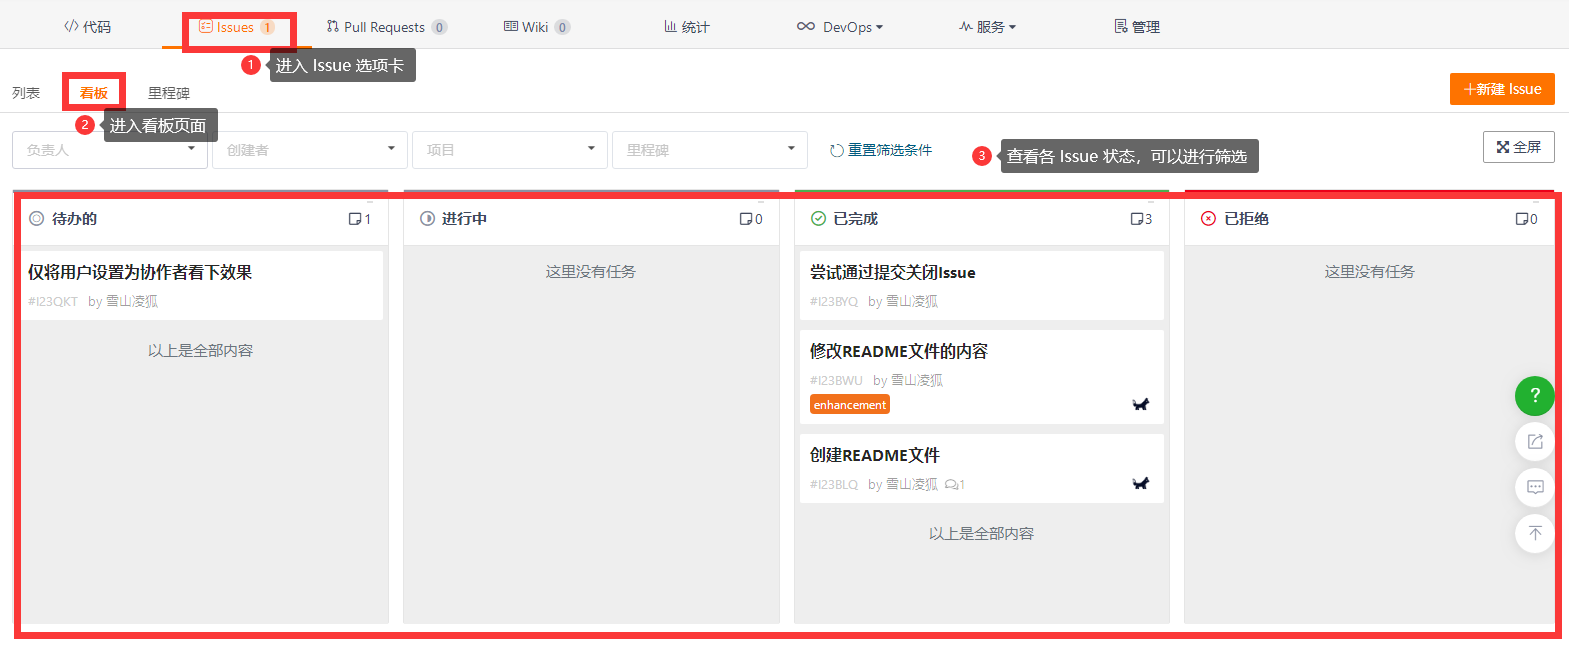 代码
Issues 1
Pull Requests 0
Wiki 0
统计
DevOps
服务
管理
1
进入 Issue 选项卡
列表
看板
里程碑
+新建 Issue
2
进入看板页面
负责人
创建者
项目
里程碑
重置筛选条件
3
查看各 Issue 状态，可以进行筛选
全屏
待办的 1
进行中 0
已完成 3
已拒绝 0
仅将用户设置为协作者看下效果
#I23QKT by 雪山凌狐
以上是全部内容
这里没有任务
尝试通过提交关闭Issue
#I23BYQ by 雪山凌狐
修改README文件的内容
#I23BWU by 雪山凌狐
enhancement
创建README文件
#I23BLQ by 雪山凌狐 1
以上是全部内容
这里没有任务
?